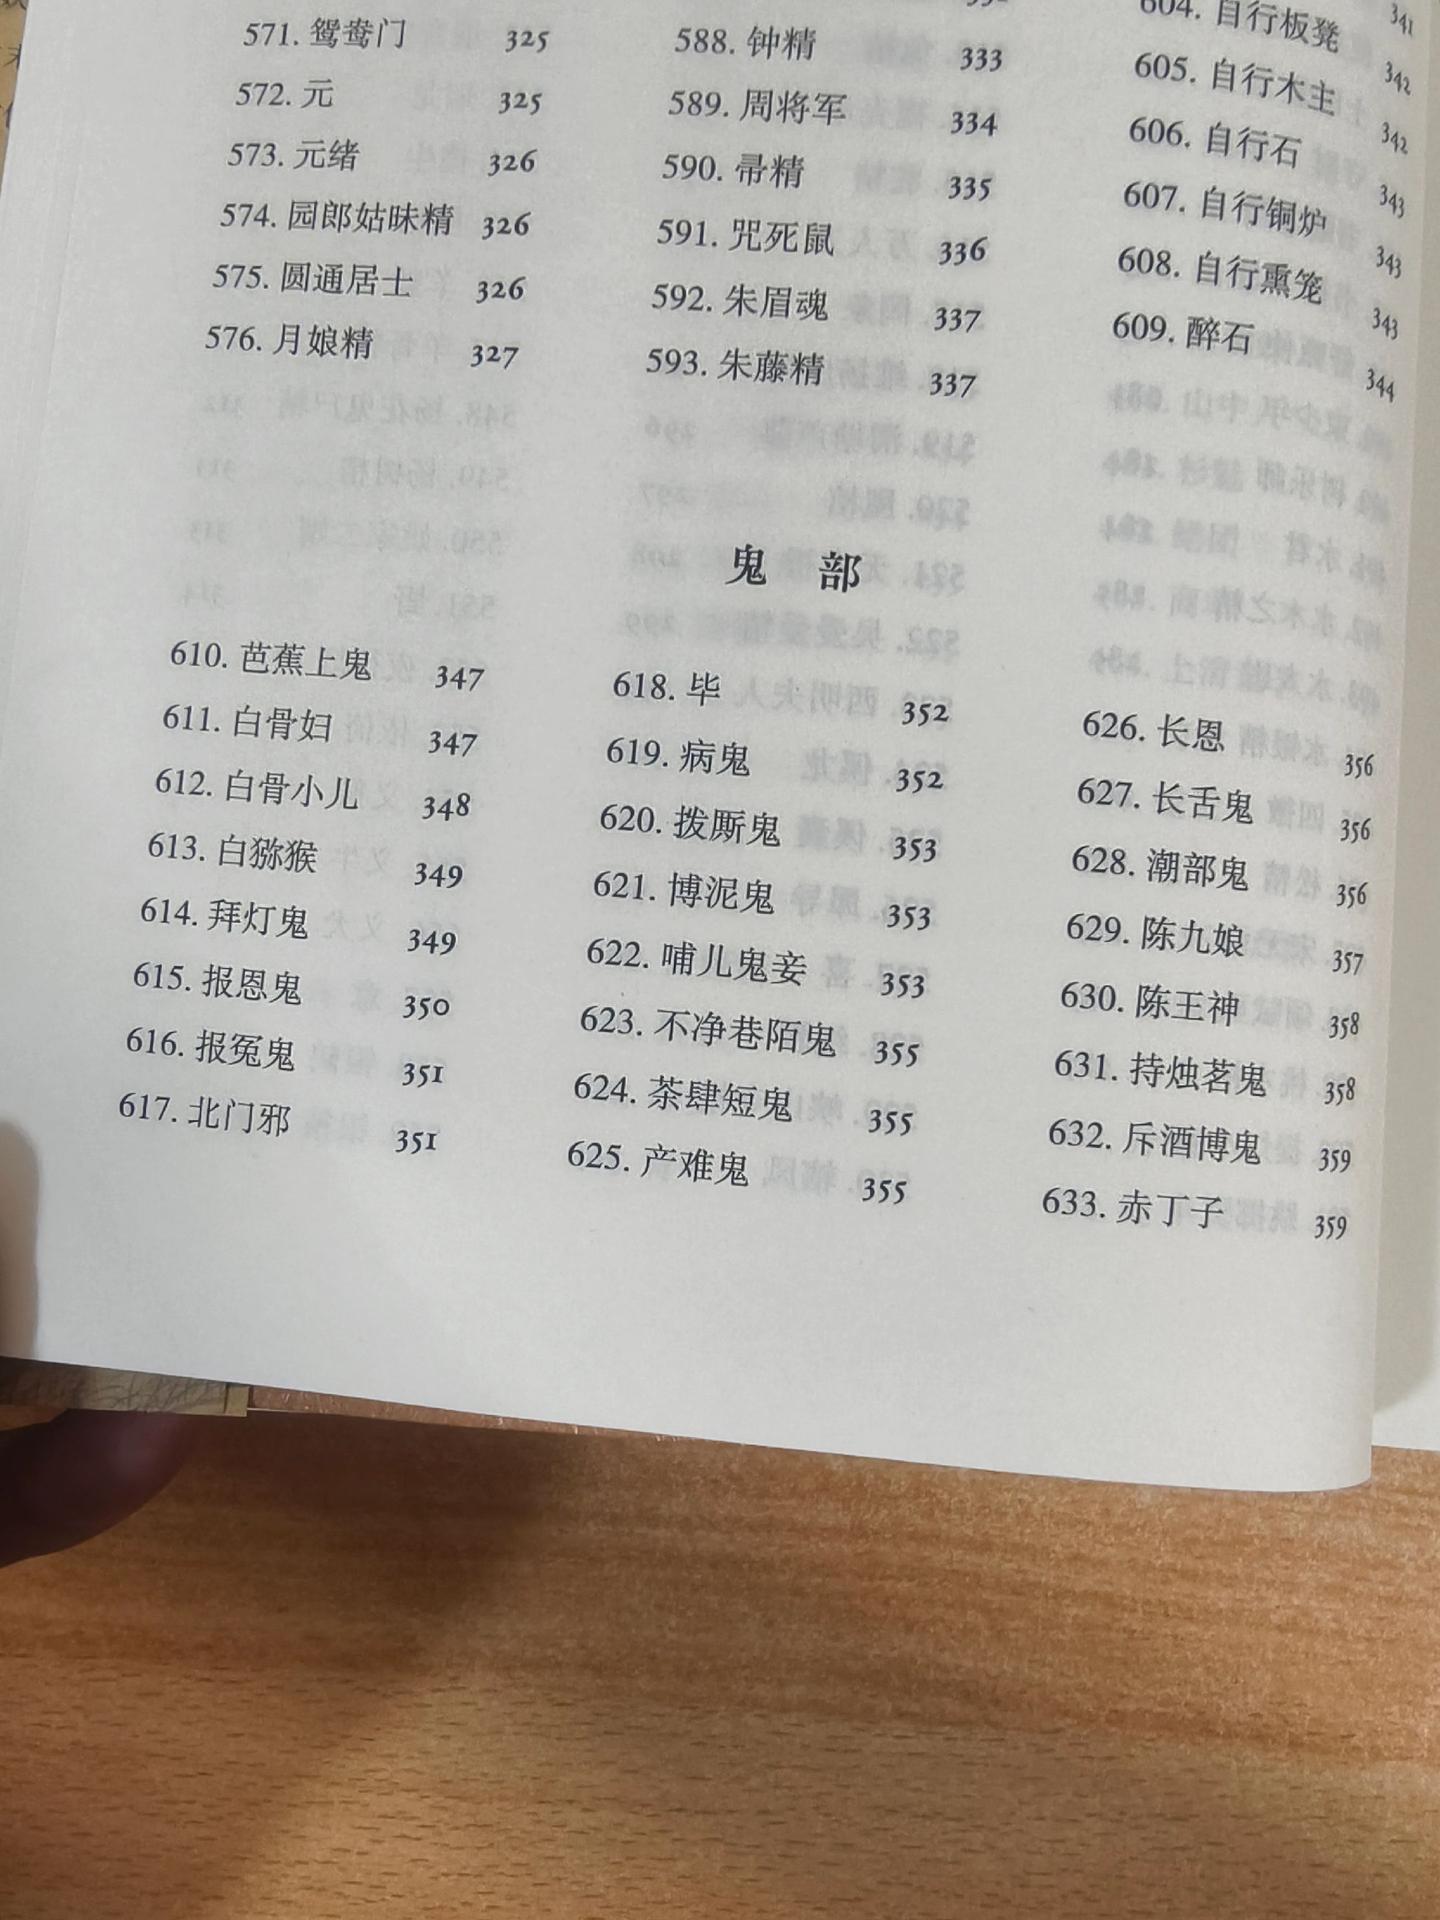 571. 鸳鸯门 325
572. 元 325
573. 元绪 326
574. 园郎姑昧精 326
575. 圆通居士 326
576. 月娘精 327
588. 钟精 333
589. 周将军 334
590. 帚精 335
591. 咒死鼠 336
592. 朱眉魂 337
593. 朱藤精 337
341
604. 自行板凳 342
605. 自行木主 342
606. 自行石 343
607. 自行铜炉 343
608. 自行熏笼 343
609. 醉石 344
鬼 部
610. 芭蕉上鬼 347
611. 白骨妇 347
612. 白骨小儿 348
613. 白猕猴 349
614. 拜灯鬼 349
615. 报恩鬼 350
616. 报冤鬼 351
617. 北门邪 351
618. 毕 352
619. 病鬼 352
620. 拨厮鬼 353
621. 博泥鬼 353
622. 哺儿鬼妾 353
623. 不净巷陌鬼 355
624. 茶肆短鬼 355
625. 产难鬼 355
626. 长恩 356
627. 长舌鬼 356
628. 潮部鬼 356
629. 陈九娘 357
630. 陈王神 358
631. 持烛茗鬼 358
632. 斥酒博鬼 359
633. 赤丁子 359